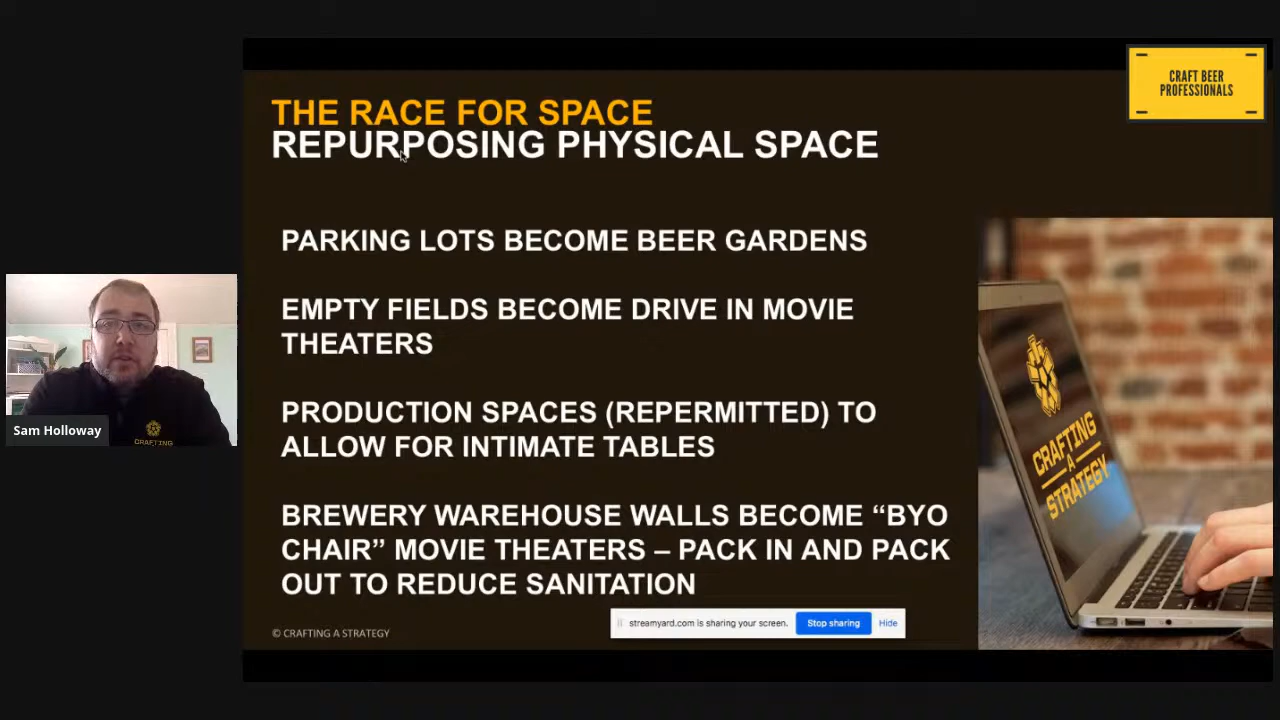 CRAFT BEER
PROFESSIONALS
THE RACE FOR SPACE
REPURPOSING PHYSICAL SPACE
PARKING LOTS BECOME BEER GARDENS
EMPTY FIELDS BECOME DRIVE IN MOVIE
THEATERS
PRODUCTION SPACES (REPERMITTED) TO
ALLOW FOR INTIMATE TABLES
BREWERY WAREHOUSE WALLS BECOME “BYO
CHAIR” MOVIE THEATERS – PACK IN AND PACK
OUT TO REDUCE SANITATION
© CRAFTING A STRATEGY
streamyard.com is sharing your screen. Stop sharing Hide
Sam Holloway
CRAFTING
CRAFTING
A
STRATEGY